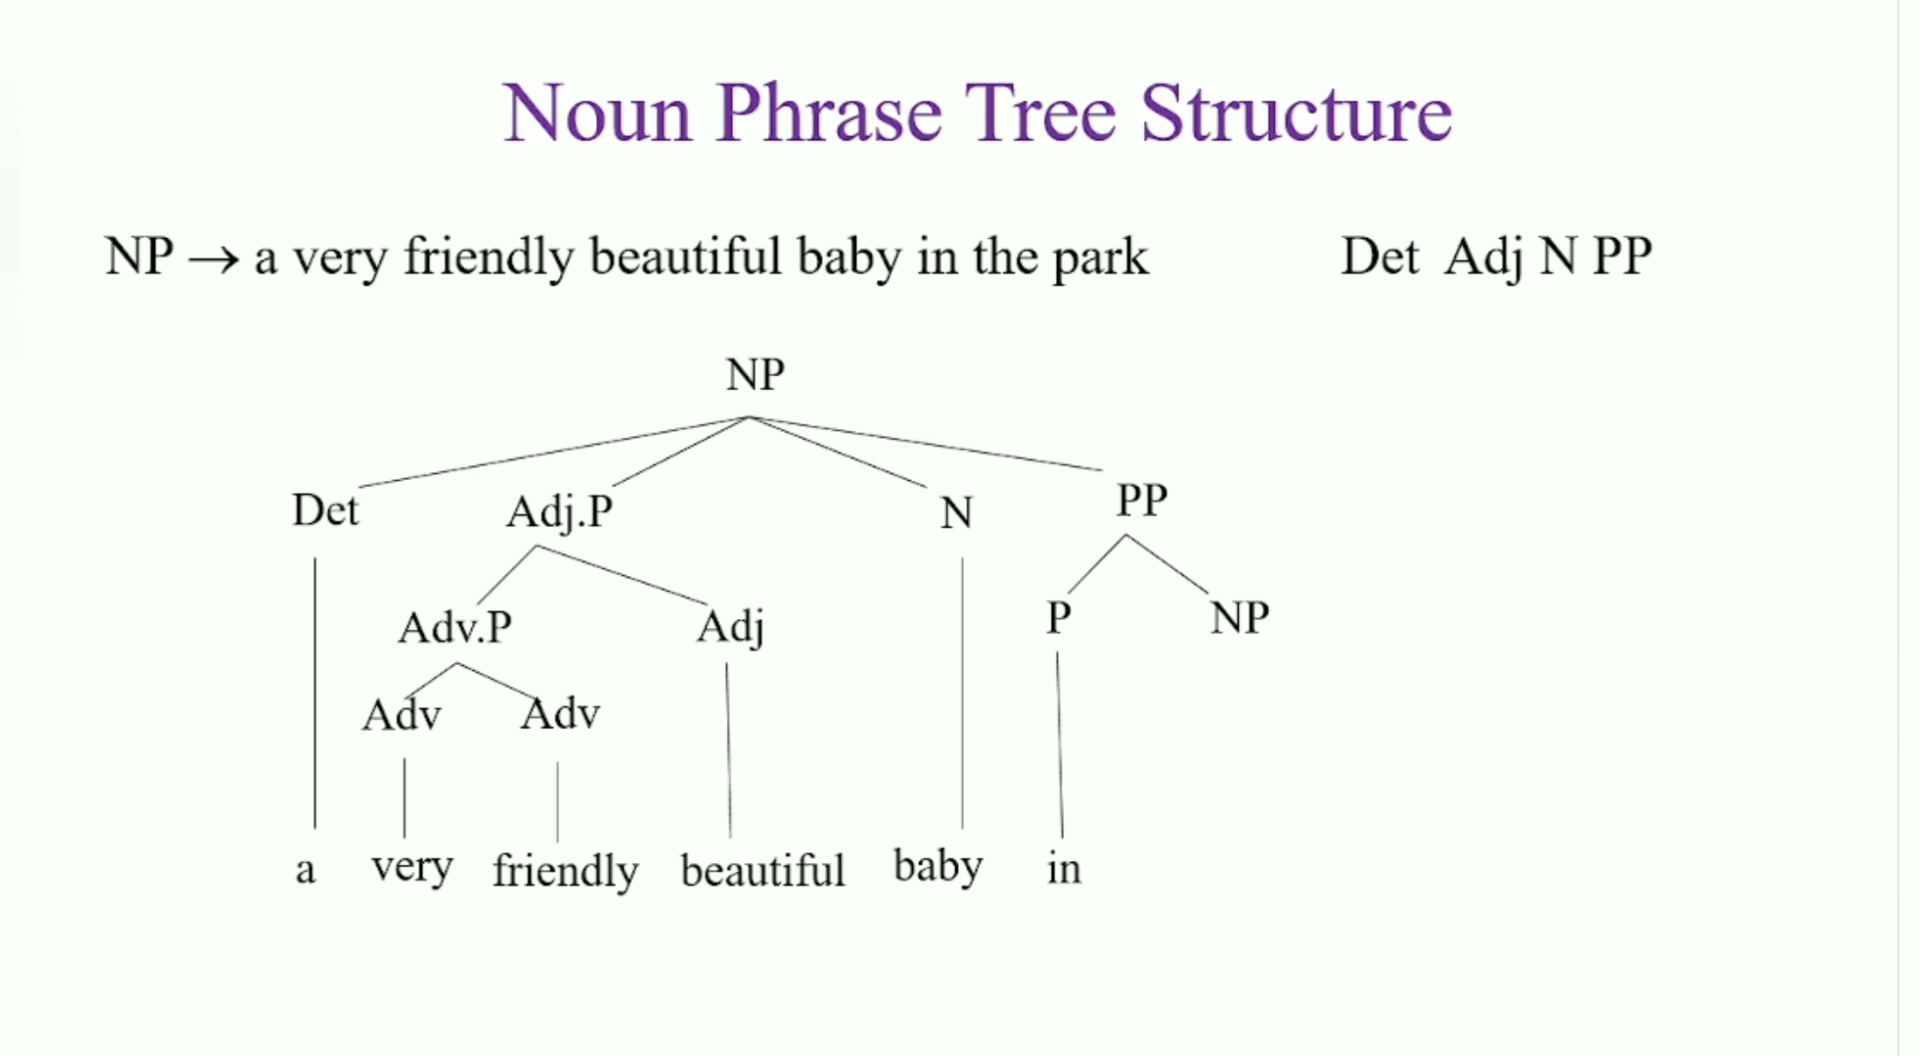 Noun Phrase Tree Structure
NP → a very friendly beautiful baby in the park Det Adj N PP
NP
Det Adj.P N PP
Adv.P Adj P NP
Adv Adv
a very friendly beautiful baby in